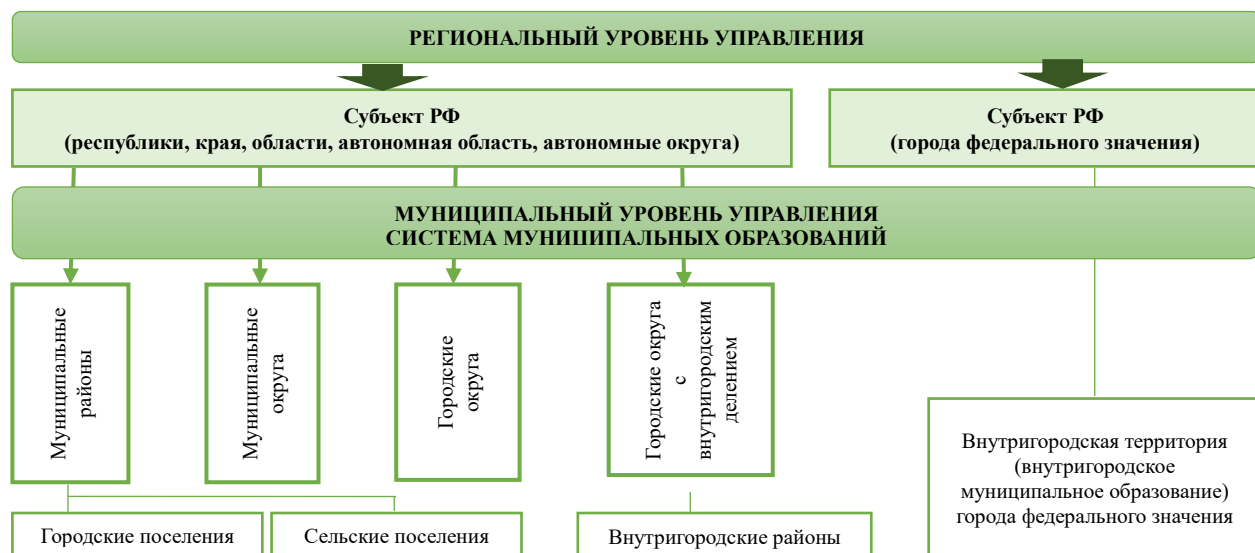 РЕГИОНАЛЬНЫЙ УРОВЕНЬ УПРАВЛЕНИЯ
Субъект РФ
(республики, края, области, автономная область, автономные округа)
Субъект РФ
(города федерального значения)
МУНИЦИПАЛЬНЫЙ УРОВЕНЬ УПРАВЛЕНИЯ
СИСТЕМА МУНИЦИПАЛЬНЫХ ОБРАЗОВАНИЙ
Муниципальные
районы
Муниципальные
округа
Городские
округа
Городские округа
с
внутригородским
делением
Внутригородская территория
(внутригородское
муниципальное образование)
города федерального значения
Городские поселения
Сельские поселения
Внутригородские районы